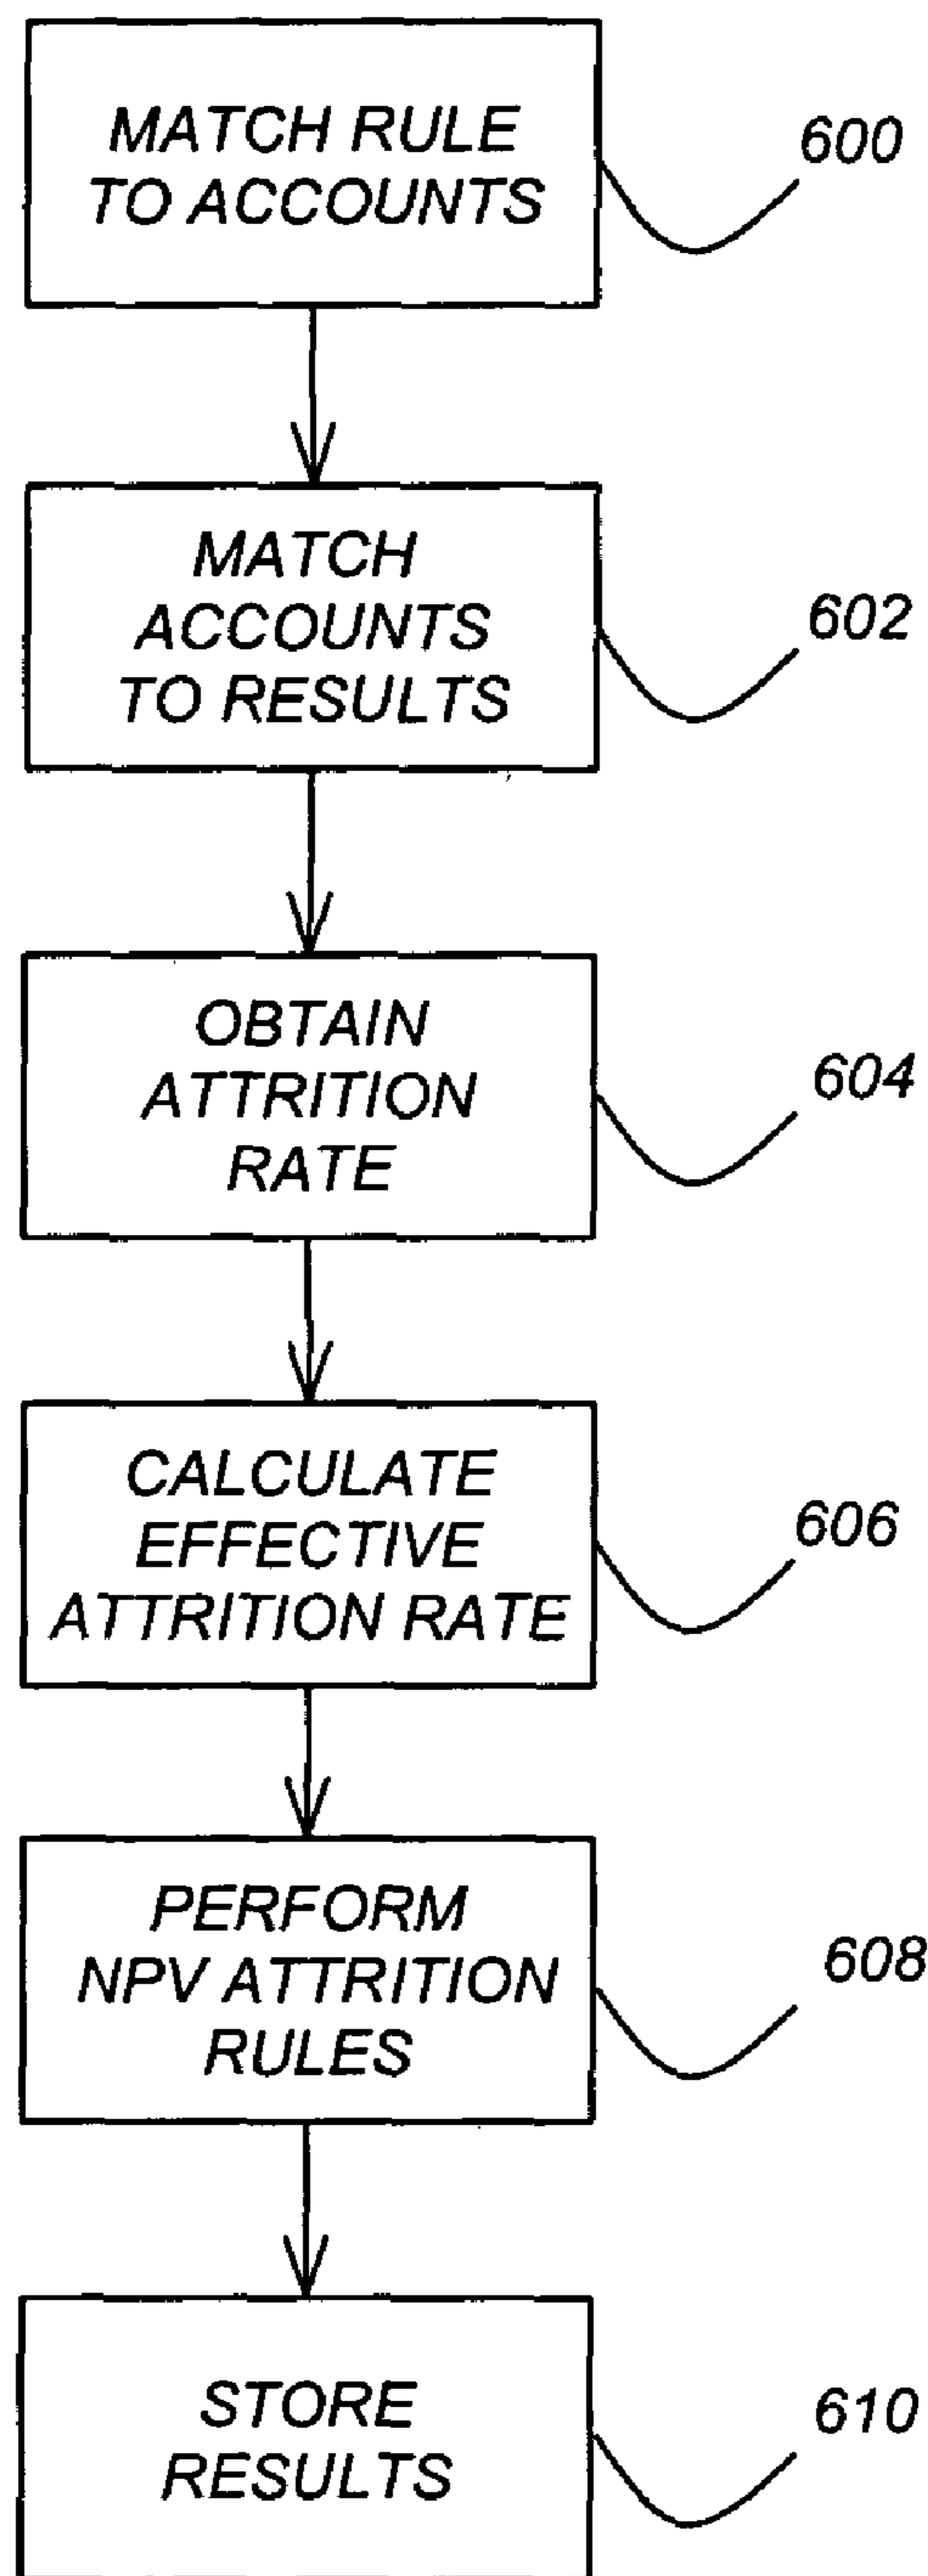 MATCH RULE
TO ACCOUNTS
600
MATCH
ACCOUNTS
TO RESULTS
602
OBTAIN
ATTRITION
RATE
604
CALCULATE
EFFECTIVE
ATTRITION RATE
606
PERFORM
NPV ATTRITION
RULES
608
STORE
RESULTS
610